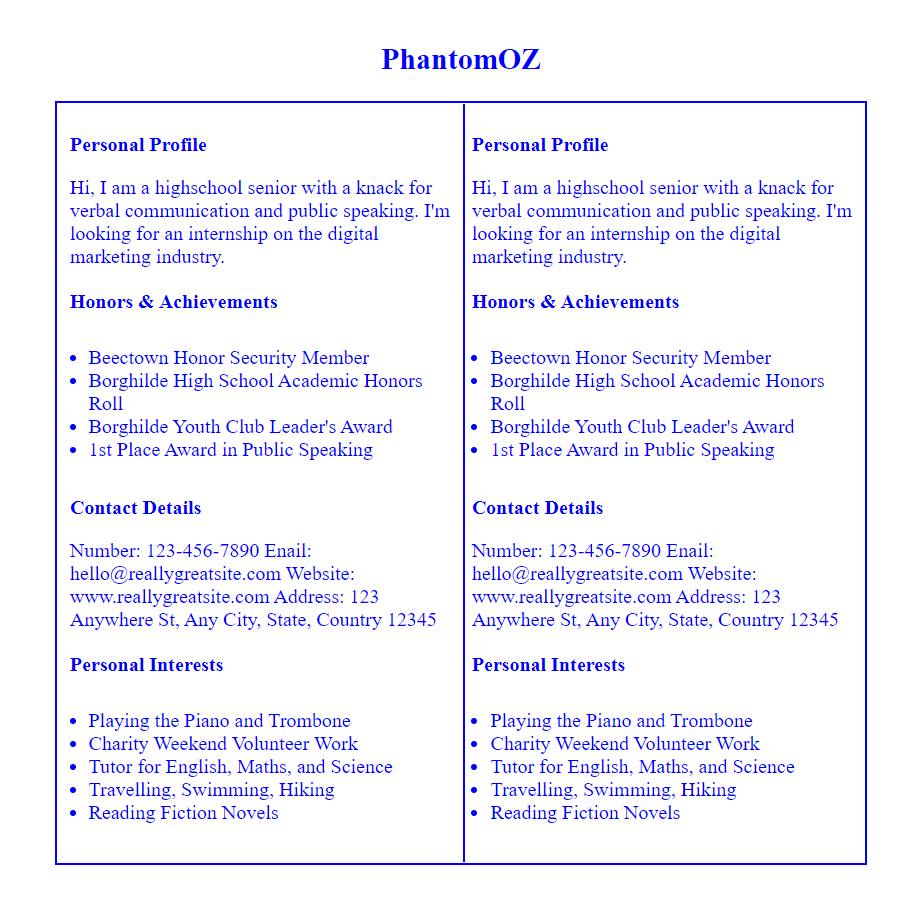 PhantomOZ
Personal Profile
Hi, I am a highschool senior with a knack for
verbal communication and public speaking. I'm
looking for an internship on the digital
marketing industry.
Honors & Achievements
• Beectown Honor Security Member
• Borghilde High School Academic Honors
Roll
• Borghilde Youth Club Leader's Award
• 1st Place Award in Public Speaking
Contact Details
Number: 123-456-7890 Enail:
hello@reallygreatsite.com Website:
www.reallygreatsite.com Address: 123
Anywhere St, Any City, State, Country 12345
Personal Interests
• Playing the Piano and Trombone
• Charity Weekend Volunteer Work
• Tutor for English, Maths, and Science
• Travelling, Swimming, Hiking
• Reading Fiction Novels
Personal Profile
Hi, I am a highschool senior with a knack for
verbal communication and public speaking. I'm
looking for an internship on the digital
marketing industry.
Honors & Achievements
• Beectown Honor Security Member
• Borghilde High School Academic Honors
Roll
• Borghilde Youth Club Leader's Award
• 1st Place Award in Public Speaking
Contact Details
Number: 123-456-7890 Enail:
hello@reallygreatsite.com Website:
www.reallygreatsite.com Address: 123
Anywhere St, Any City, State, Country 12345
Personal Interests
• Playing the Piano and Trombone
• Charity Weekend Volunteer Work
• Tutor for English, Maths, and Science
• Travelling, Swimming, Hiking
• Reading Fiction Novels